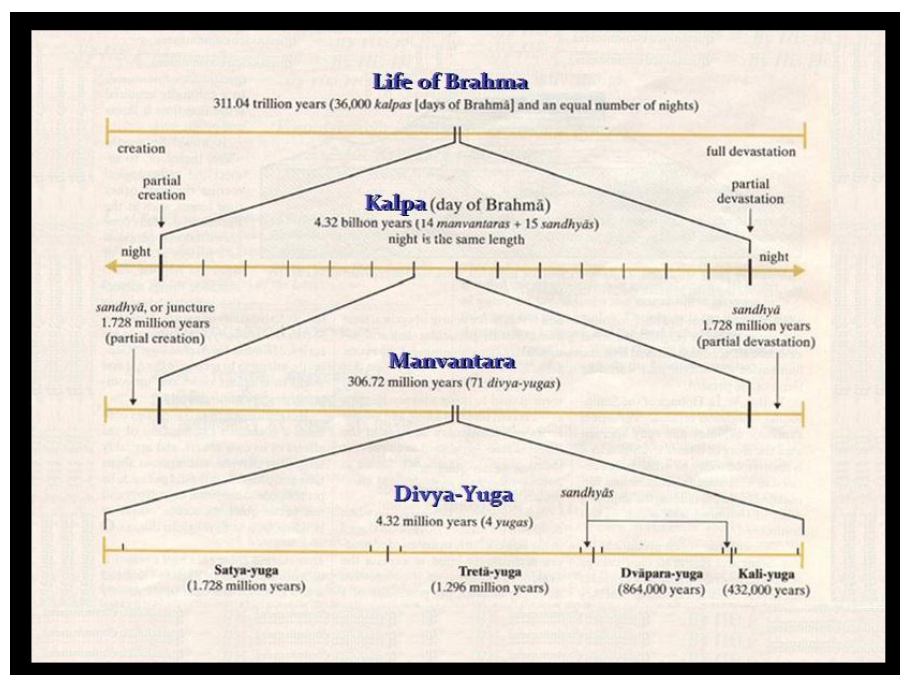 Life of Brahma
311.04 trillion years (36,000 kalpas [days of Brahmā] and an equal number of nights)
creation
full devastation
partial
creation
partial
devastation
Kalpa (day of Brahmā)
4.32 billion years (14 manvantaras + 15 sandhyās)
night is the same length
night
night
sandhyā, or juncture
1.728 million years
(partial creation)
sandhyā
1.728 million years
(partial devastation)
Manvantara
306.72 million years (71 divya-yugas)
Divya-Yuga
sandhyās
4.32 million years (4 yugas)
Satya-yuga
(1.728 million years)
Tretā-yuga
(1.296 million years)
Dvāpara-yuga
(864,000 years)
Kali-yuga
(432,000 years)